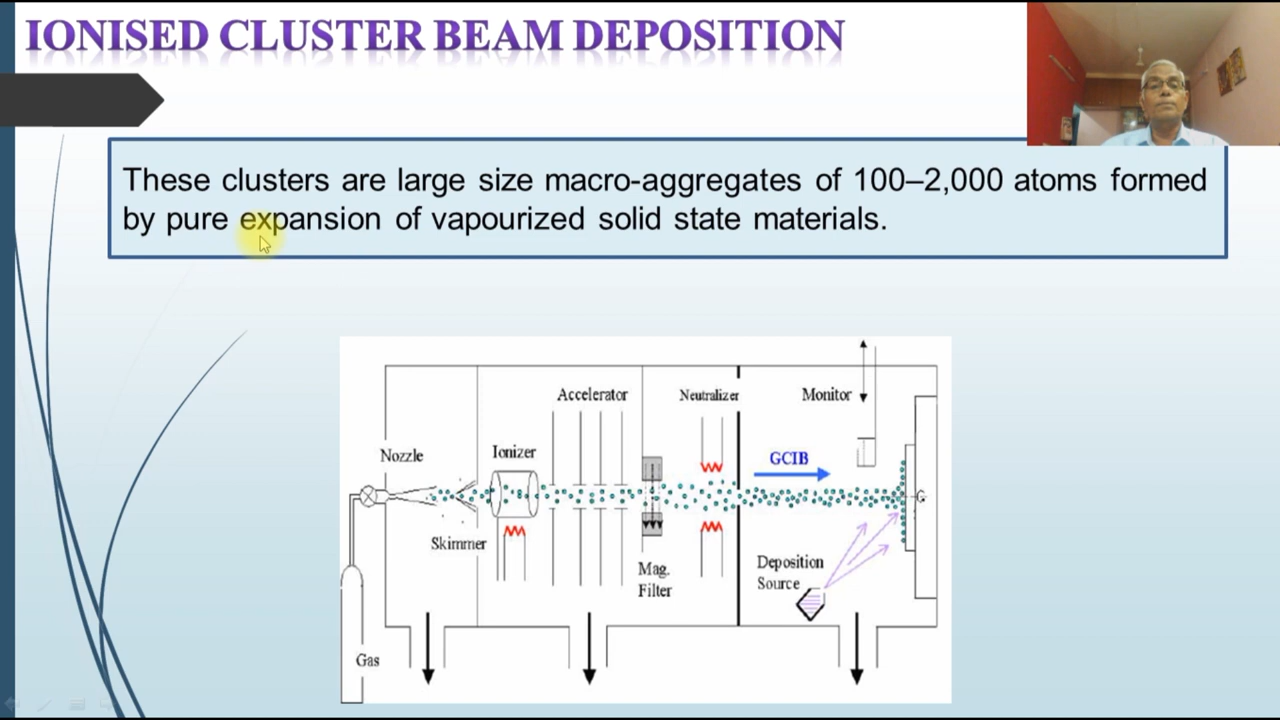 IONISED CLUSTER BEAM DEPOSITION
These clusters are large size macro-aggregates of 100–2,000 atoms formed
by pure expansion of vapourized solid state materials.
Accelerator
Neutralizer
Monitor
Nozzle
Ionizer
GCIB
Skimmer
Mag.
Filter
Deposition
Source
Gas